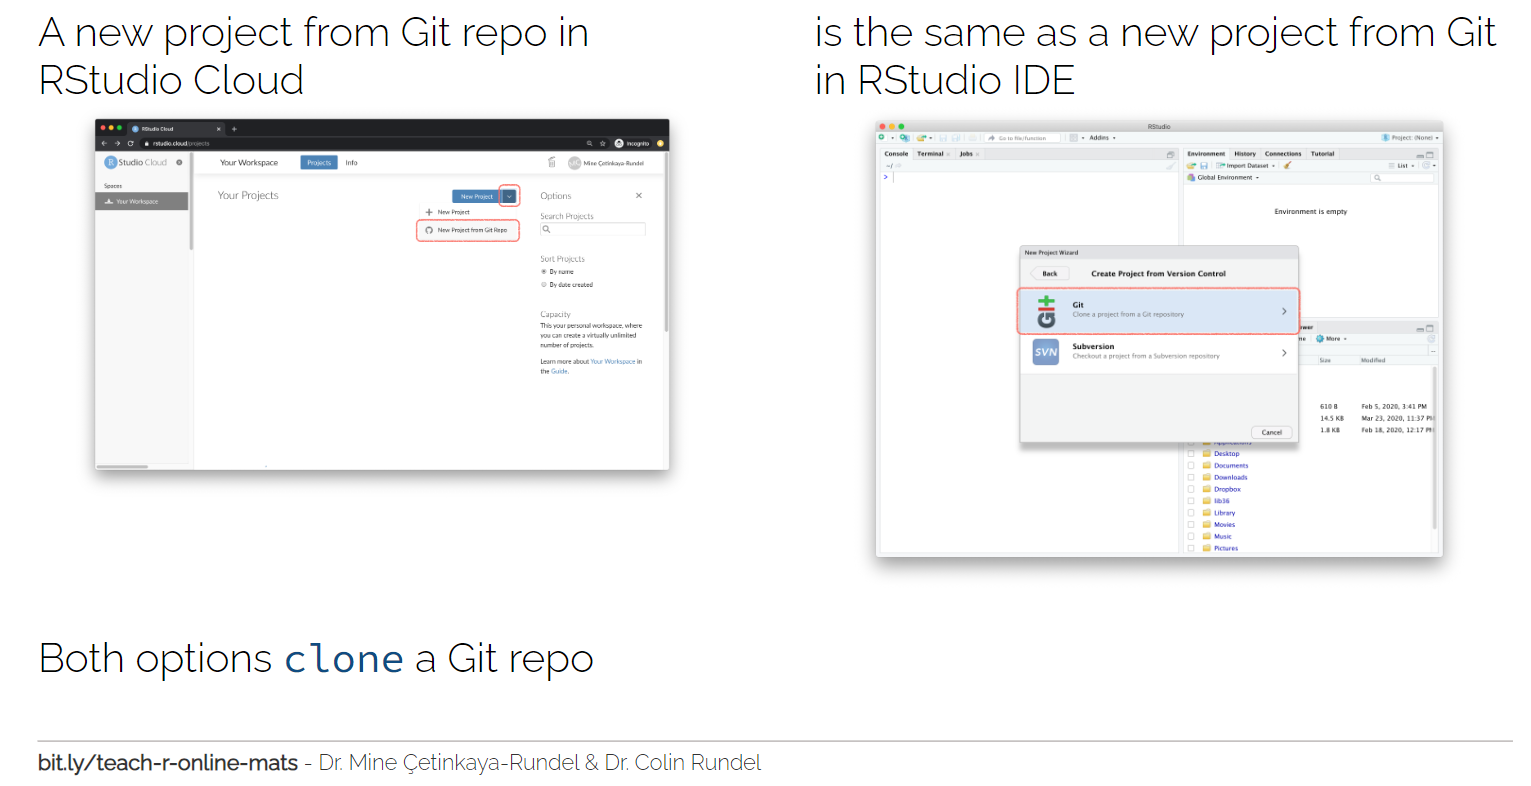 A new project from Git repo in
RStudio Cloud
RStudio Cloud
rstudio.cloud/projects
Incognito
R Studio Cloud
Your Workspace
Projects
Info
Mine Çetinkaya-Rundel
Spaces
Your Workspace
Your Projects
New Project
New Project
New Project from Git Repo
Options
Search Projects
Sort Projects
By name
By date created
Capacity
This your personal workspace, where
you can create a virtually unlimited
number of projects.
Learn more about Your Workspace in
the Guide.
is the same as a new project from Git
in RStudio IDE
RStudio
Go to file/function
Addins
Project: (None)
Console Terminal Jobs
~/
>
Environment History Connections Tutorial
Import Dataset
List
Global Environment
Environment is empty
New Project Wizard
Back
Create Project from Version Control
Git
Clone a project from a Git repository
SVN
Subversion
Checkout a project from a Subversion repository
Cancel
More
Size Modified
610 B Feb 5, 2020, 3:41 PM
14.5 KB Mar 23, 2020, 11:37 PM
1.8 KB Feb 18, 2020, 12:17 PM
Applications
Desktop
Documents
Downloads
Dropbox
lib36
Library
Movies
Music
Pictures
Both options clone a Git repo
bit.ly/teach-r-online-mats - Dr. Mine Çetinkaya-Rundel & Dr. Colin Rundel